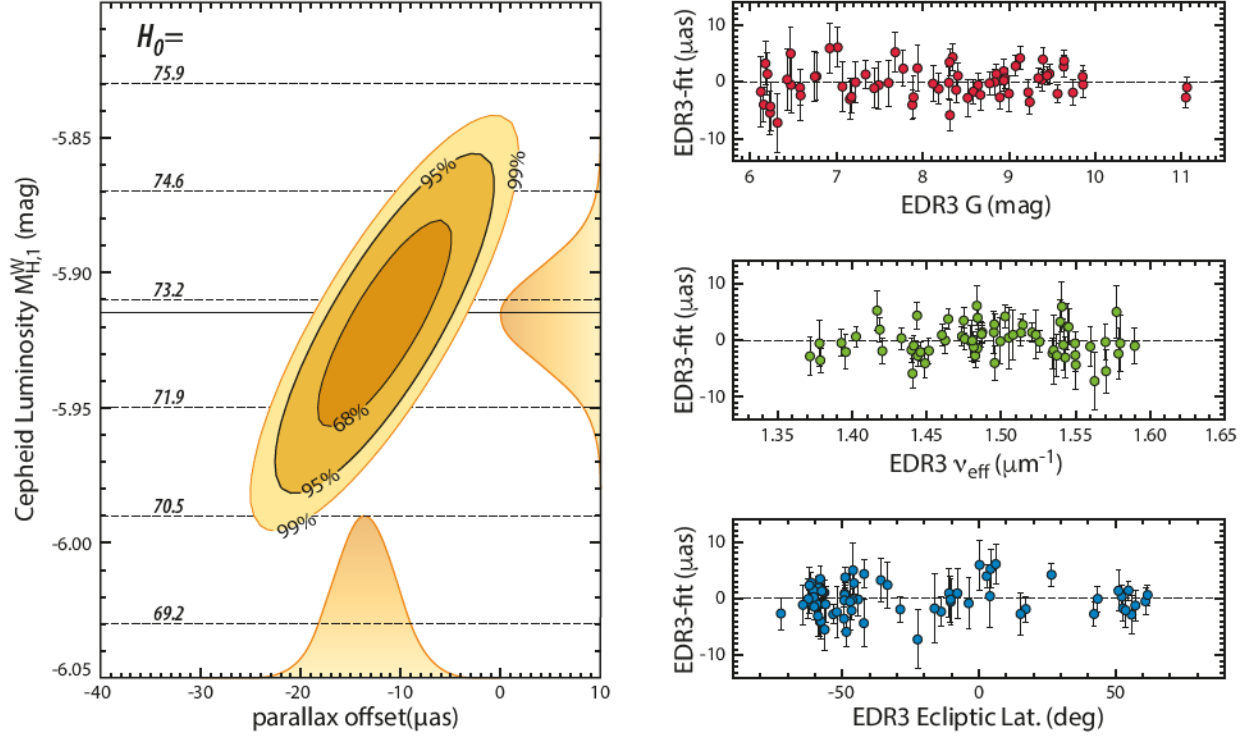 H₀=
75.9
-5.85
95%
99%
74.6
-5.90
73.2
71.9
-5.95
68%
95%
70.5
99%
-6.00
69.2
-6.05
-40 -30 -20 -10 0 10
parallax offset(μas)
Cepheid Luminosity M^W_H,1 (mag)
10
0
-10
EDR3-fit (μas)
6 7 8 9 10 11
EDR3 G (mag)
10
0
-10
EDR3-fit (μas)
1.35 1.40 1.45 1.50 1.55 1.60 1.65
EDR3 νeff (μm⁻¹)
10
0
-10
EDR3-fit (μas)
-50 0 50
EDR3 Ecliptic Lat. (deg)